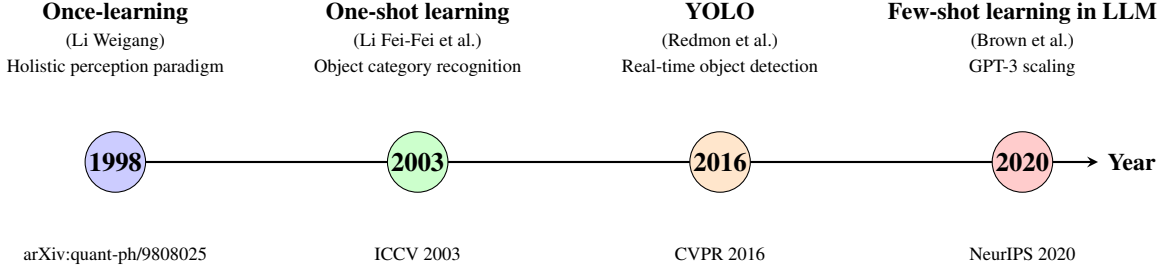 Once-learning
(Li Weigang)
Holistic perception paradigm
One-shot learning
(Li Fei-Fei et al.)
Object category recognition
YOLO
(Redmon et al.)
Real-time object detection
Few-shot learning in LLM
(Brown et al.)
GPT-3 scaling
1998
2003
2016
2020
Year
arXiv:quant-ph/9808025
ICCV 2003
CVPR 2016
NeurIPS 2020